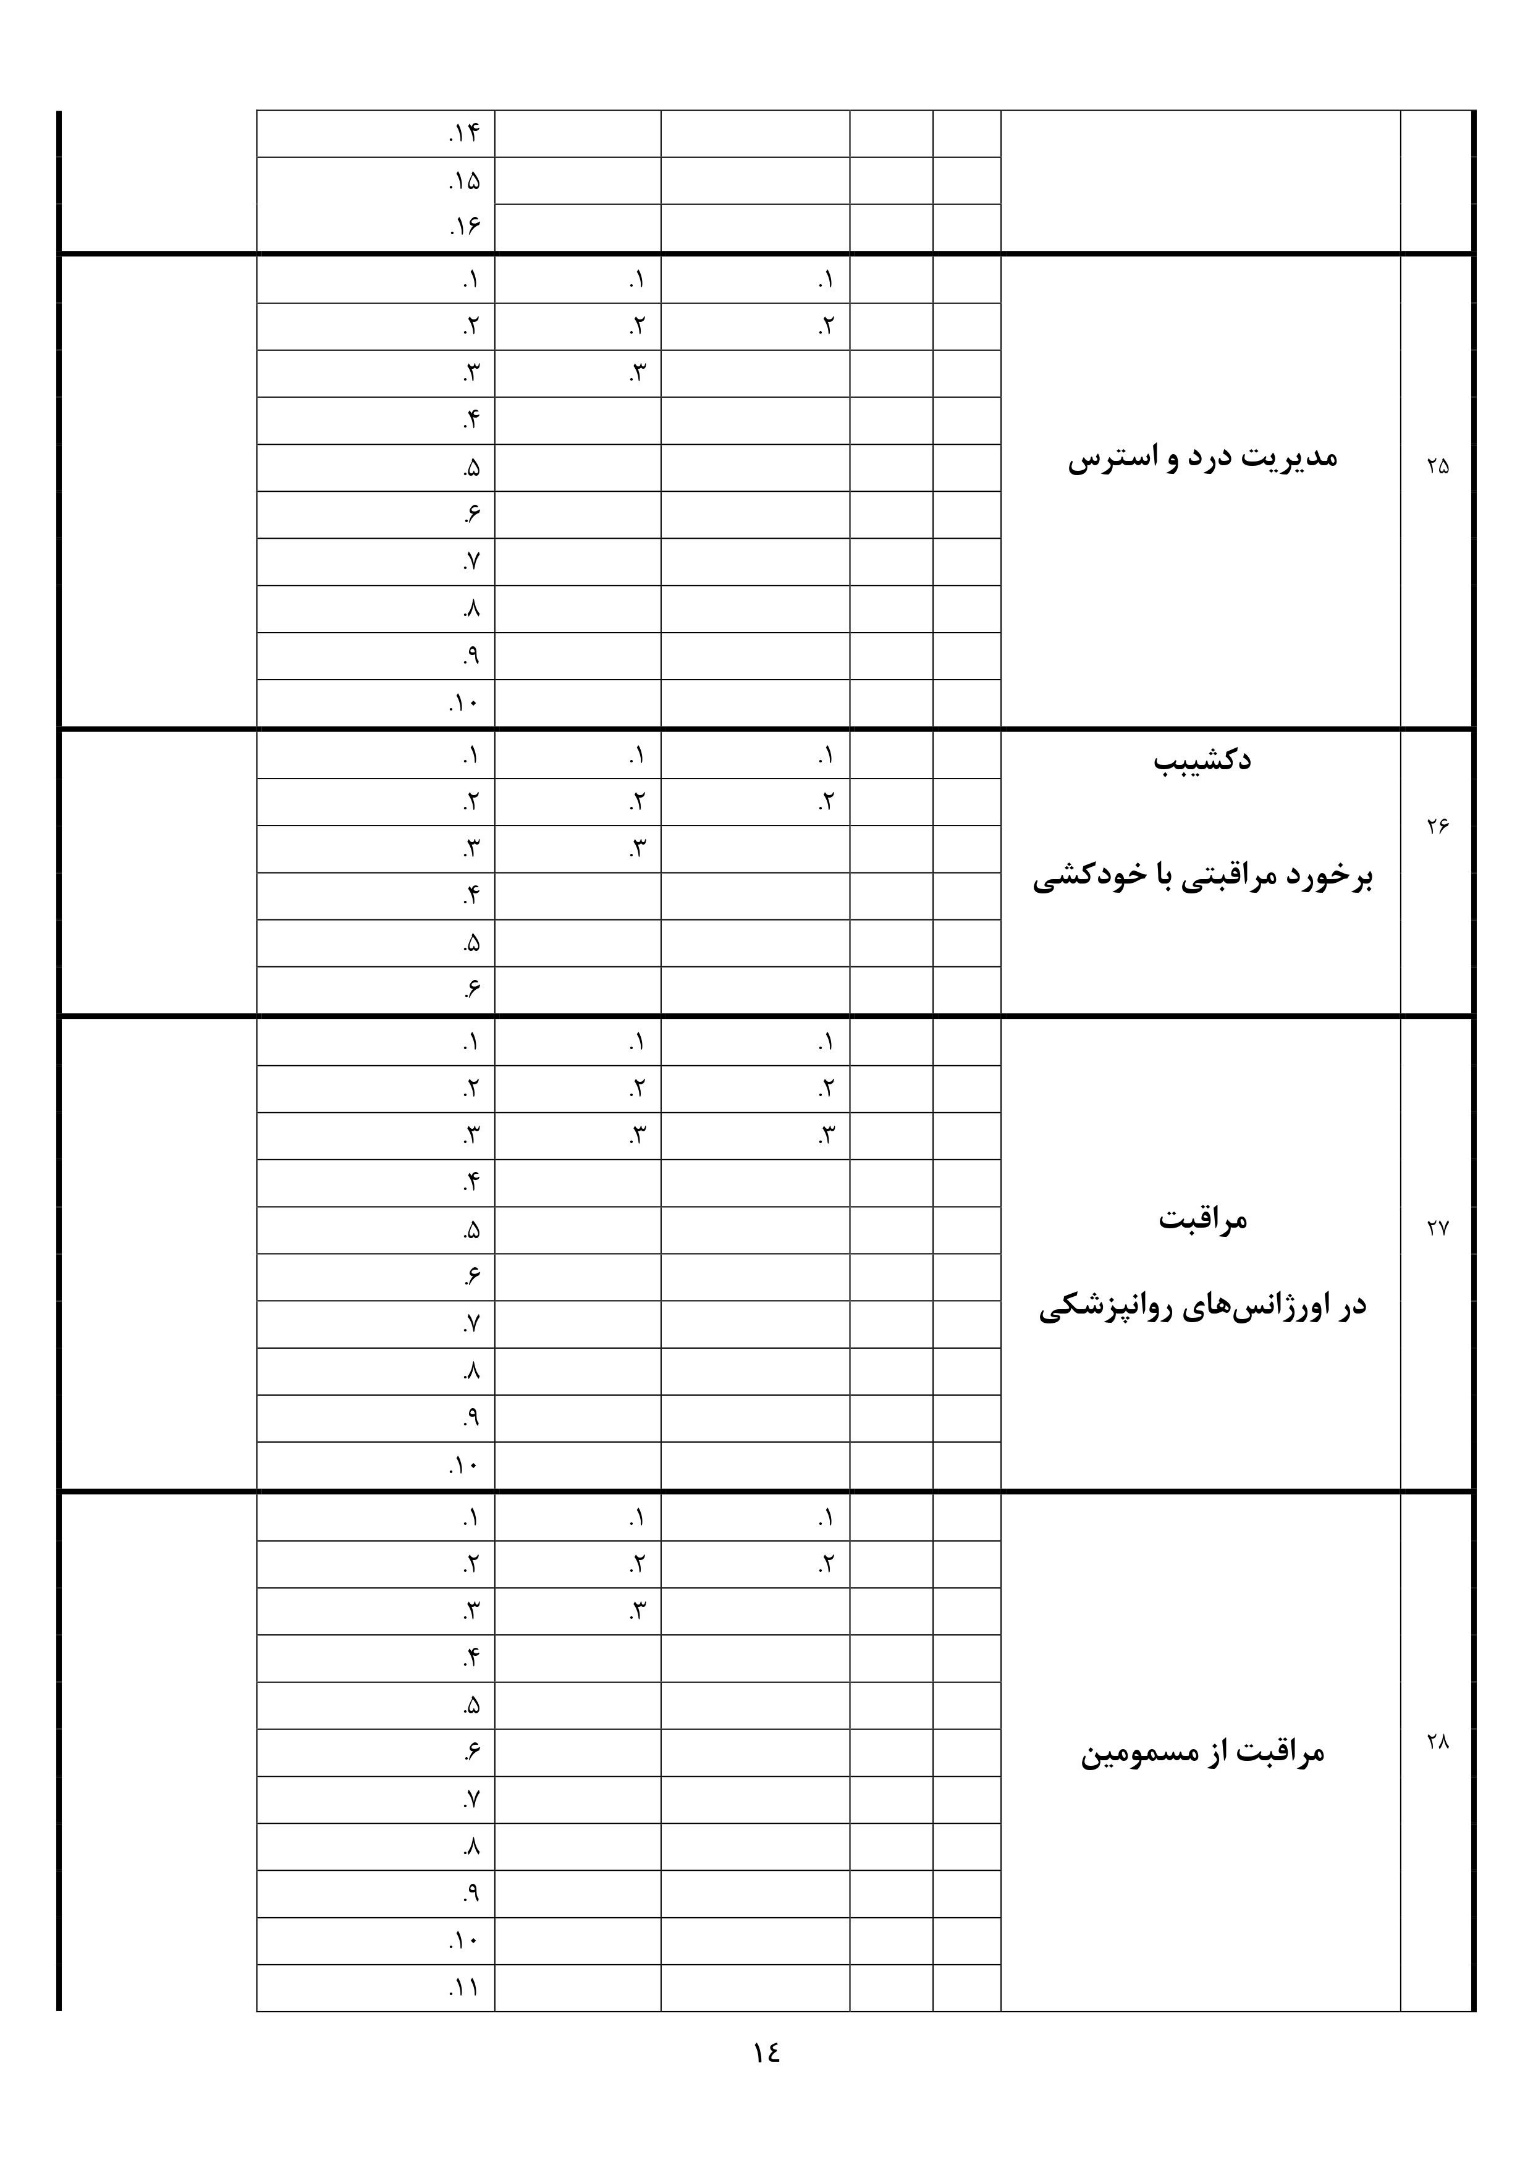 ۱۴.
۱۵.
۱۶.
۲۵
مدیریت درد و استرس
۱. ۱. ۱.
۲. ۲. ۲.
۳. ۳.
۴.
۵.
۶.
۷.
۸.
۹.
۱۰.
۲۶
دکشیبب
برخورد مراقبتی با خودکشی
۱. ۱. ۱.
۲. ۲. ۲.
۳. ۳.
۴.
۵.
۶.
۲۷
مراقبت
در اورژانس‌های روانپزشکی
۱. ۱. ۱.
۲. ۲. ۲.
۳. ۳. ۳.
۴.
۵.
۶.
۷.
۸.
۹.
۱۰.
۲۸
مراقبت از مسمومین
۱. ۱. ۱.
۲. ۲. ۲.
۳. ۳.
۴.
۵.
۶.
۷.
۸.
۹.
۱۰.
۱۱.
١٤